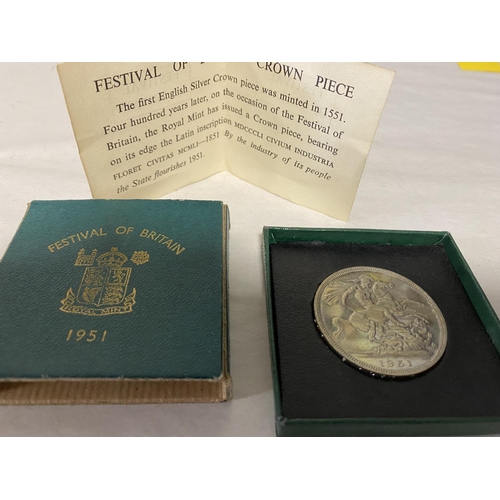 FESTIVAL OF CROWN PIECE
The first English Silver Crown piece was minted in 1551.
Four hundred years later, on the occasion of the Festival of
Britain, the Royal Mint has issued a Crown piece, bearing
on its edge the Latin inscription MDCCCLI CIVIUM INDUSTRIA
FLORET CIVITAS MCMLI—1851 By the industry of its people
the State flourishes 1951.
FESTIVAL OF BRITAIN
ROYAL MINT
1951
1951